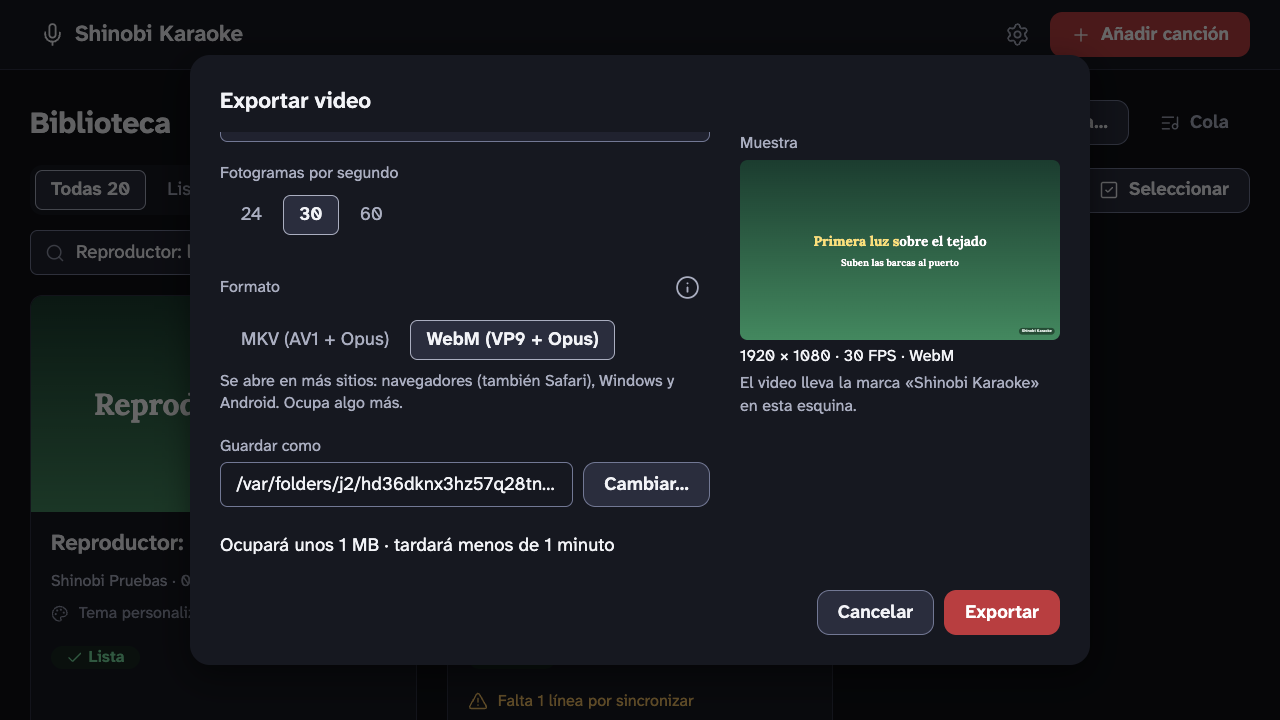 Shinobi Karaoke
Añadir canción
Biblioteca
Cola
Todas 20
Seleccionar
Reproductor:
Exportar video
Fotogramas por segundo
24
30
60
Formato
MKV (AV1 + Opus)
WebM (VP9 + Opus)
Se abre en más sitios: navegadores (también Safari), Windows y
Android. Ocupa algo más.
Guardar como
/var/folders/j2/hd36dknx3hz57q28tn...
Cambiar...
Ocupará unos 1 MB · tardará menos de 1 minuto
Muestra
Primera luz sobre el tejado
Suben las barcas al puerto
Shinobi Karaoke
1920 × 1080 · 30 FPS · WebM
El video lleva la marca «Shinobi Karaoke»
en esta esquina.
Cancelar
Exportar
Reproductor:
Shinobi Pruebas ·
Tema
Lista
Falta 1 línea por sincronizar